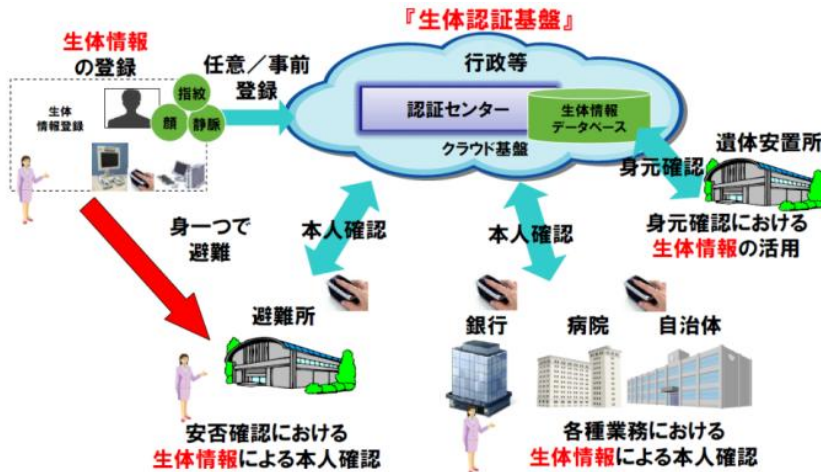 『生体認証基盤』
生体情報
の登録
任意／事前
登録
行政等
生体
情報登録
指紋
顔
静脈
認証センター
生体情報
データベース
クラウド基盤
遺体安置所
身元確認
身元確認における
生体情報の活用
身一つで
避難
本人確認
本人確認
避難所
銀行
病院
自治体
安否確認における
生体情報による本人確認
各種業務における
生体情報による本人確認